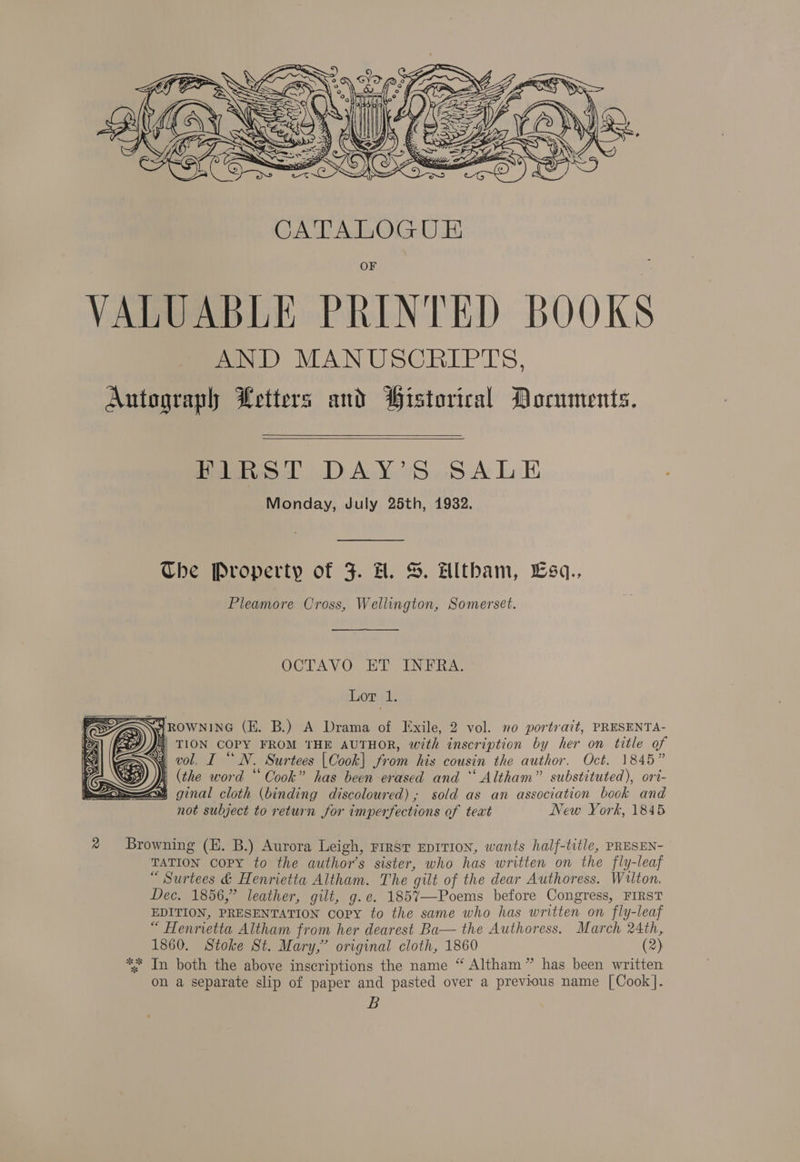 CATALOGUE
OF
VALUABLE PRINTED BOOKS
AND MANUSCRIPTS,
Autograph Letters and Historical Documents.
FIRST DAY'S SALE
Monday, July 25th, 1932.
The Property of J. A. S. Altham, Esq.,
Pleamore Cross, Wellington, Somerset.
OCTAVO ET INFRA.
Lot 1.
BROWNING (E. B.) A Drama of Exile, 2 vol. no portrait, PRESENTA-
TION COPY FROM THE AUTHOR, with inscription by her on title of
vol. I “ N. Surtees [Cook] from his cousin the author. Oct. 1845”
(the word “ Cook” has been erased and “ Altham” substituted), ori-
ginal cloth (binding discoloured); sold as an association book and
not subject to return for imperfections of text New York, 1845
2 Browning (E. B.) Aurora Leigh, FIRST EDITION, wants half-title, PRESEN-
TATION COPY to the author's sister, who has written on the fly-leaf
“ Surtees & Henrietta Altham. The gilt of the dear Authoress. Wilton.
Dec. 1856,” leather, gilt, g.e. 1857—Poems before Congress, FIRST
EDITION, PRESENTATION COPY to the same who has written on fly-leaf
“ Henrietta Altham from her dearest Ba— the Authoress. March 24th,
1860. Stoke St. Mary,” original cloth, 1860 (2)
*** In both the above inscriptions the name “ Altham ” has been written
on a separate slip of paper and pasted over a previous name [Cook].
B